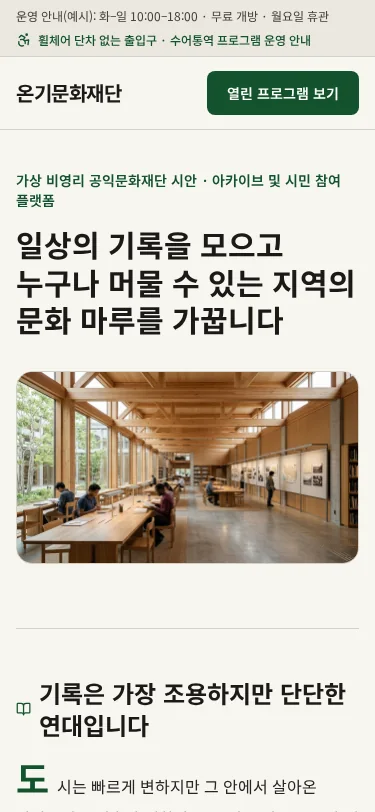 운영 안내(예시): 화–일 10:00–18:00 · 무료 개방 · 월요일 휴관
휠체어 단차 없는 출입구 · 수어통역 프로그램 운영 안내
온기문화재단
열린 프로그램 보기
가상 비영리 공익문화재단 시안 · 아카이브 및 시민 참여
플랫폼
일상의 기록을 모으고
누구나 머물 수 있는 지역의
문화 마루를 가꿉니다
기록은 가장 조용하지만 단단한
연대입니다
도 시는 빠르게 변하지만 그 안에서 살아온